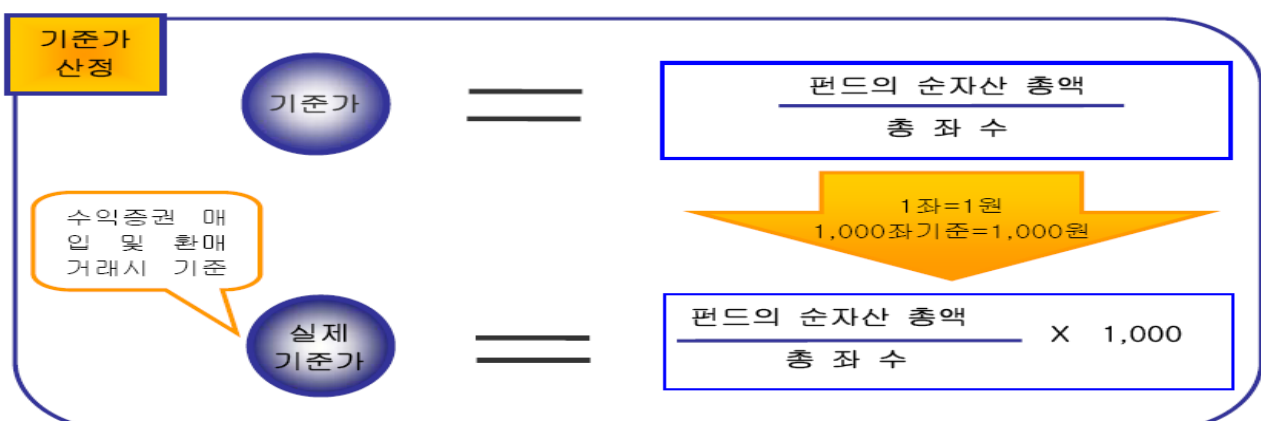 기준가
산정
기준가
펀드의 순자산 총액
총 좌 수
1좌=1원
1,000좌기준=1,000원
수익증권 매
입 및 환매
거래시 기준
실제
기준가
펀드의 순자산 총액
총 좌 수
X 1,000